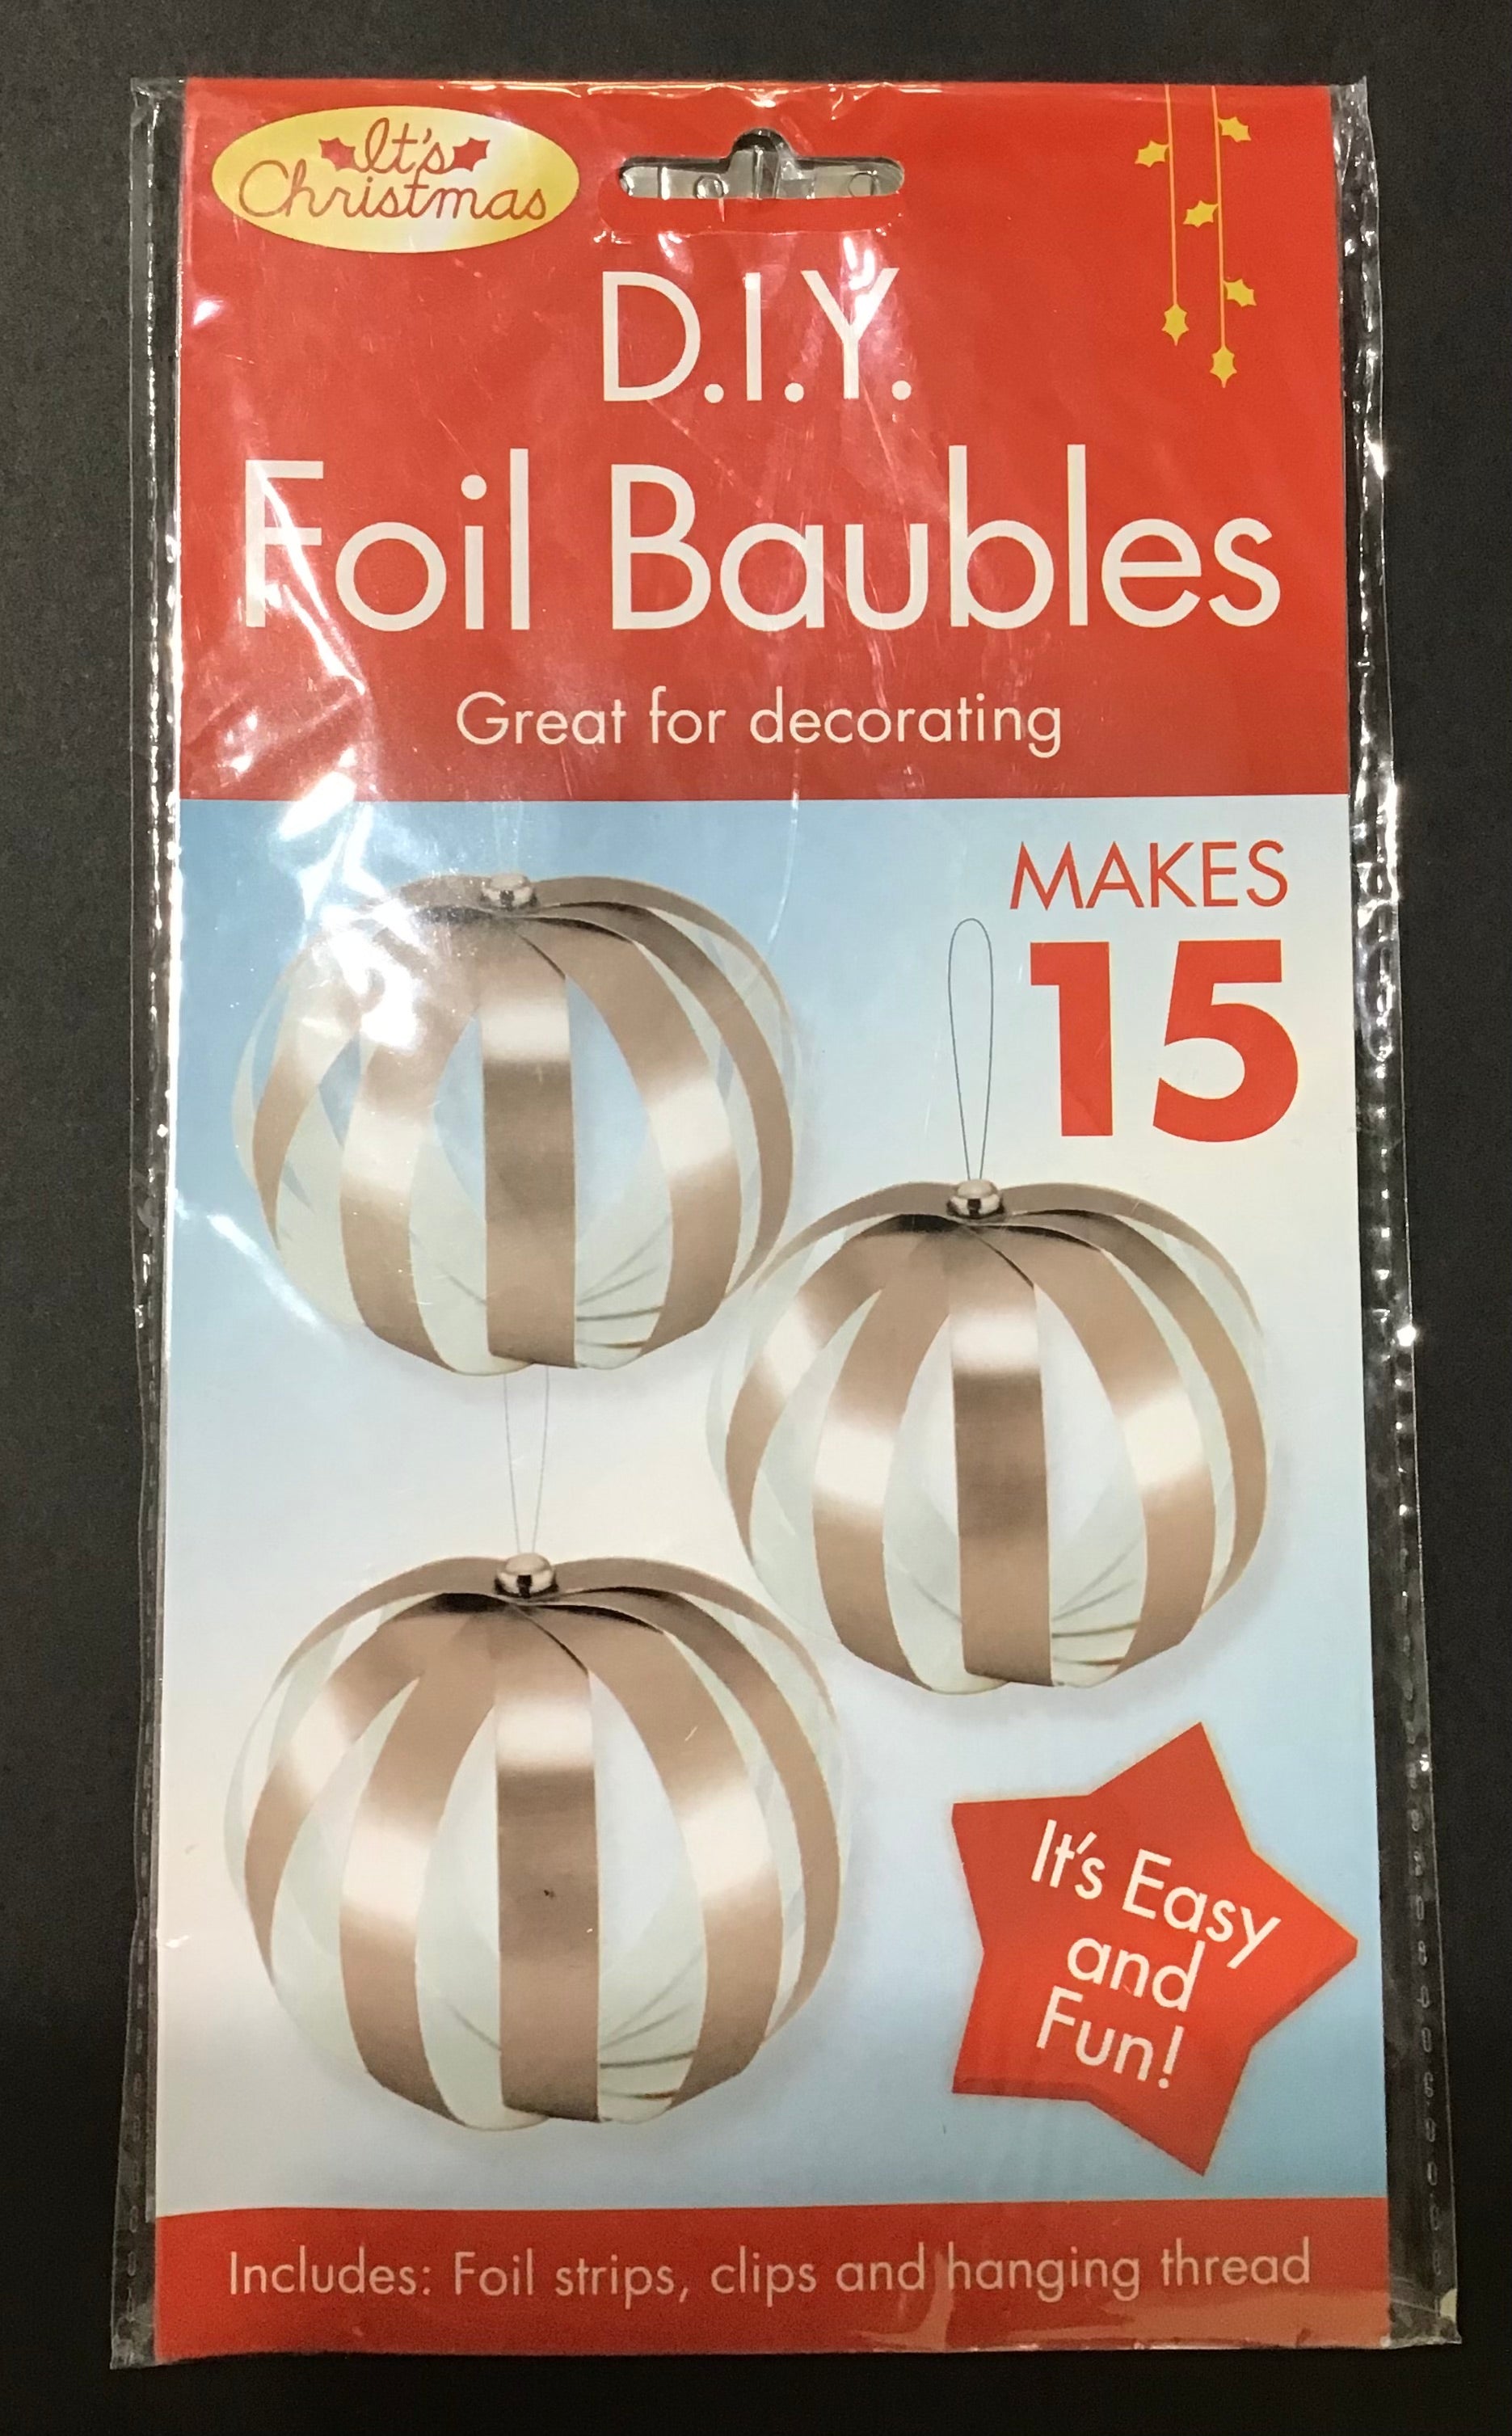 It's
Christmas
D.I.Y.
Foil Baubles
Great for decorating
MAKES
15
It's Easy
and
Fun!
Includes: Foil strips, clips and hanging thread